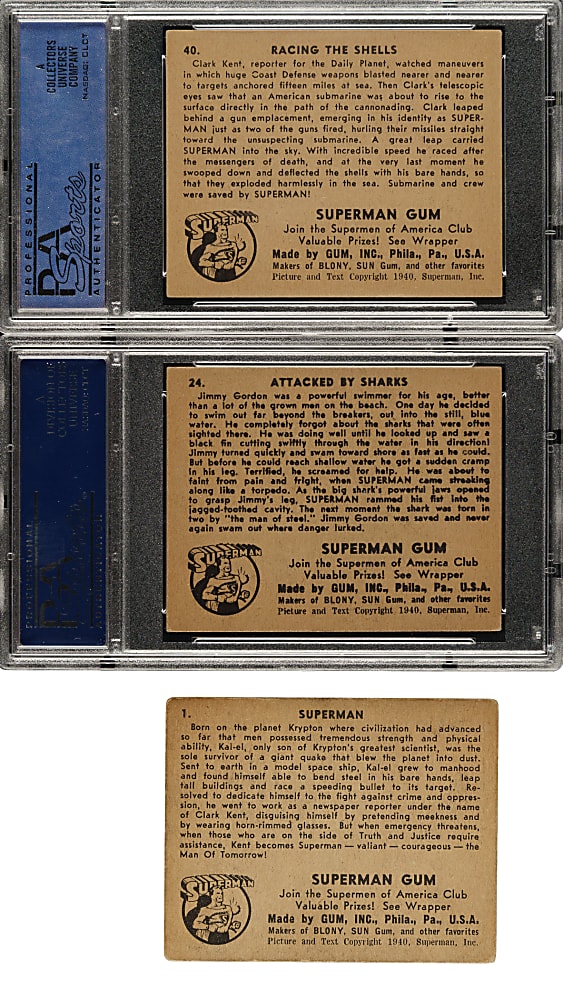 A
COLLECTORS
UNIVERSE
COMPANY
NASDAQ: CLCT
PROFESSIONAL
PSA
Sports
AUTHENTICATOR
40. RACING THE SHELLS
Clark Kent, reporter for the Daily Planet, watched maneuvers
in which huge Coast Defense weapons blasted nearer and nearer
to targets anchored fifteen miles at sea. Then Clark's telescopic
eyes saw that an American submarine was about to rise to the
surface directly in the path of the cannonading. Clark leaped
behind a gun emplacement, emerging in his identity as SUPER-
MAN just as two of the guns fired, hurling their missiles straight
toward the unsuspecting submarine. A great leap carried
SUPERMAN into the sky. With incredible speed he raced after
the messengers of death, and at the very last moment he
swooped down and deflected the shells with his bare hands, so
that they exploded harmlessly in the sea. Submarine and crew
were saved by SUPERMAN!
SUPERMAN
SUPERMAN GUM
Join the Supermen of America Club
Valuable Prizes! See Wrapper
Made by GUM, INC., Phila., Pa., U.S.A.
Makers of BLONY, SUN Gum, and other favorites
Picture and Text Copyright 1940, Superman, Inc.
A
DIVISION OF
COLLECTORS
UNIVERSE
24. ATTACKED BY SHARKS
Jimmy Gordon was a powerful swimmer for his age, better
than a lot of the grown men on the beach. One day he decided
to swim out far beyond the breakers, out into the still, blue
water. He completely forgot about the sharks that were often
sighted there. He was doing well until he looked up and saw a
black fin cutting swiftly through the water in his direction!
Jimmy turned quickly and swam toward shore as fast as he could.
But before he could reach shallow water he got a sudden cramp
in his leg. Terrified, he screamed for help. He was about to
faint from pain and fright, when SUPERMAN came streaking
along like a torpedo. As the big shark's powerful jaws opened
to grasp Jimmy's leg, SUPERMAN rammed his fist into the
jagged-toothed cavity. The next moment the shark was torn in
two by "the man of steel." Jimmy Gordon was saved and never
again swam out where danger lurked.
SUPERMAN
SUPERMAN GUM
Join the Supermen of America Club
Valuable Prizes! See Wrapper
Made by GUM, INC., Phila., Pa., U.S.A.
Makers of BLONY, SUN Gum, and other favorites
Picture and Text Copyright 1940, Superman, Inc.
1. SUPERMAN
Born on the planet Krypton where civilization had advanced
so far that men possessed tremendous strength and physical
ability, Kal-el, only son of Krypton's greatest scientist, was the
sole survivor of a giant quake that blew the planet into dust.
Sent to earth in a model space ship, Kal-el grew to manhood
and found himself able to bend steel in his bare hands, leap
tall buildings and race a speeding bullet to its target. Re-
solved to dedicate himself to the fight against crime and oppres-
sion, he went to work as a newspaper reporter under the name
of Clark Kent, disguising himself by pretending meekness and
by wearing horn-rimmed glasses. But when emergency threatens,
when those who are on the side of Truth and Justice require
assistance, Kent becomes Superman — valiant — courageous — the
Man Of Tomorrow!
SUPERMAN
SUPERMAN GUM
Join the Supermen of America Club
Valuable Prizes! See Wrapper
Made by GUM, INC., Phila., Pa., U.S.A.
Makers of BLONY, SUN Gum, and other favorites
Picture and Text Copyright 1940, Superman, Inc.